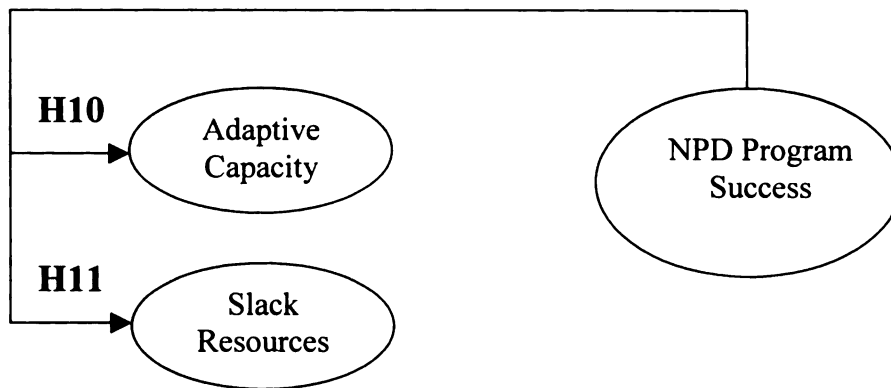 H10
Adaptive
Capacity
NPD Program
Success
H11
Slack
Resources